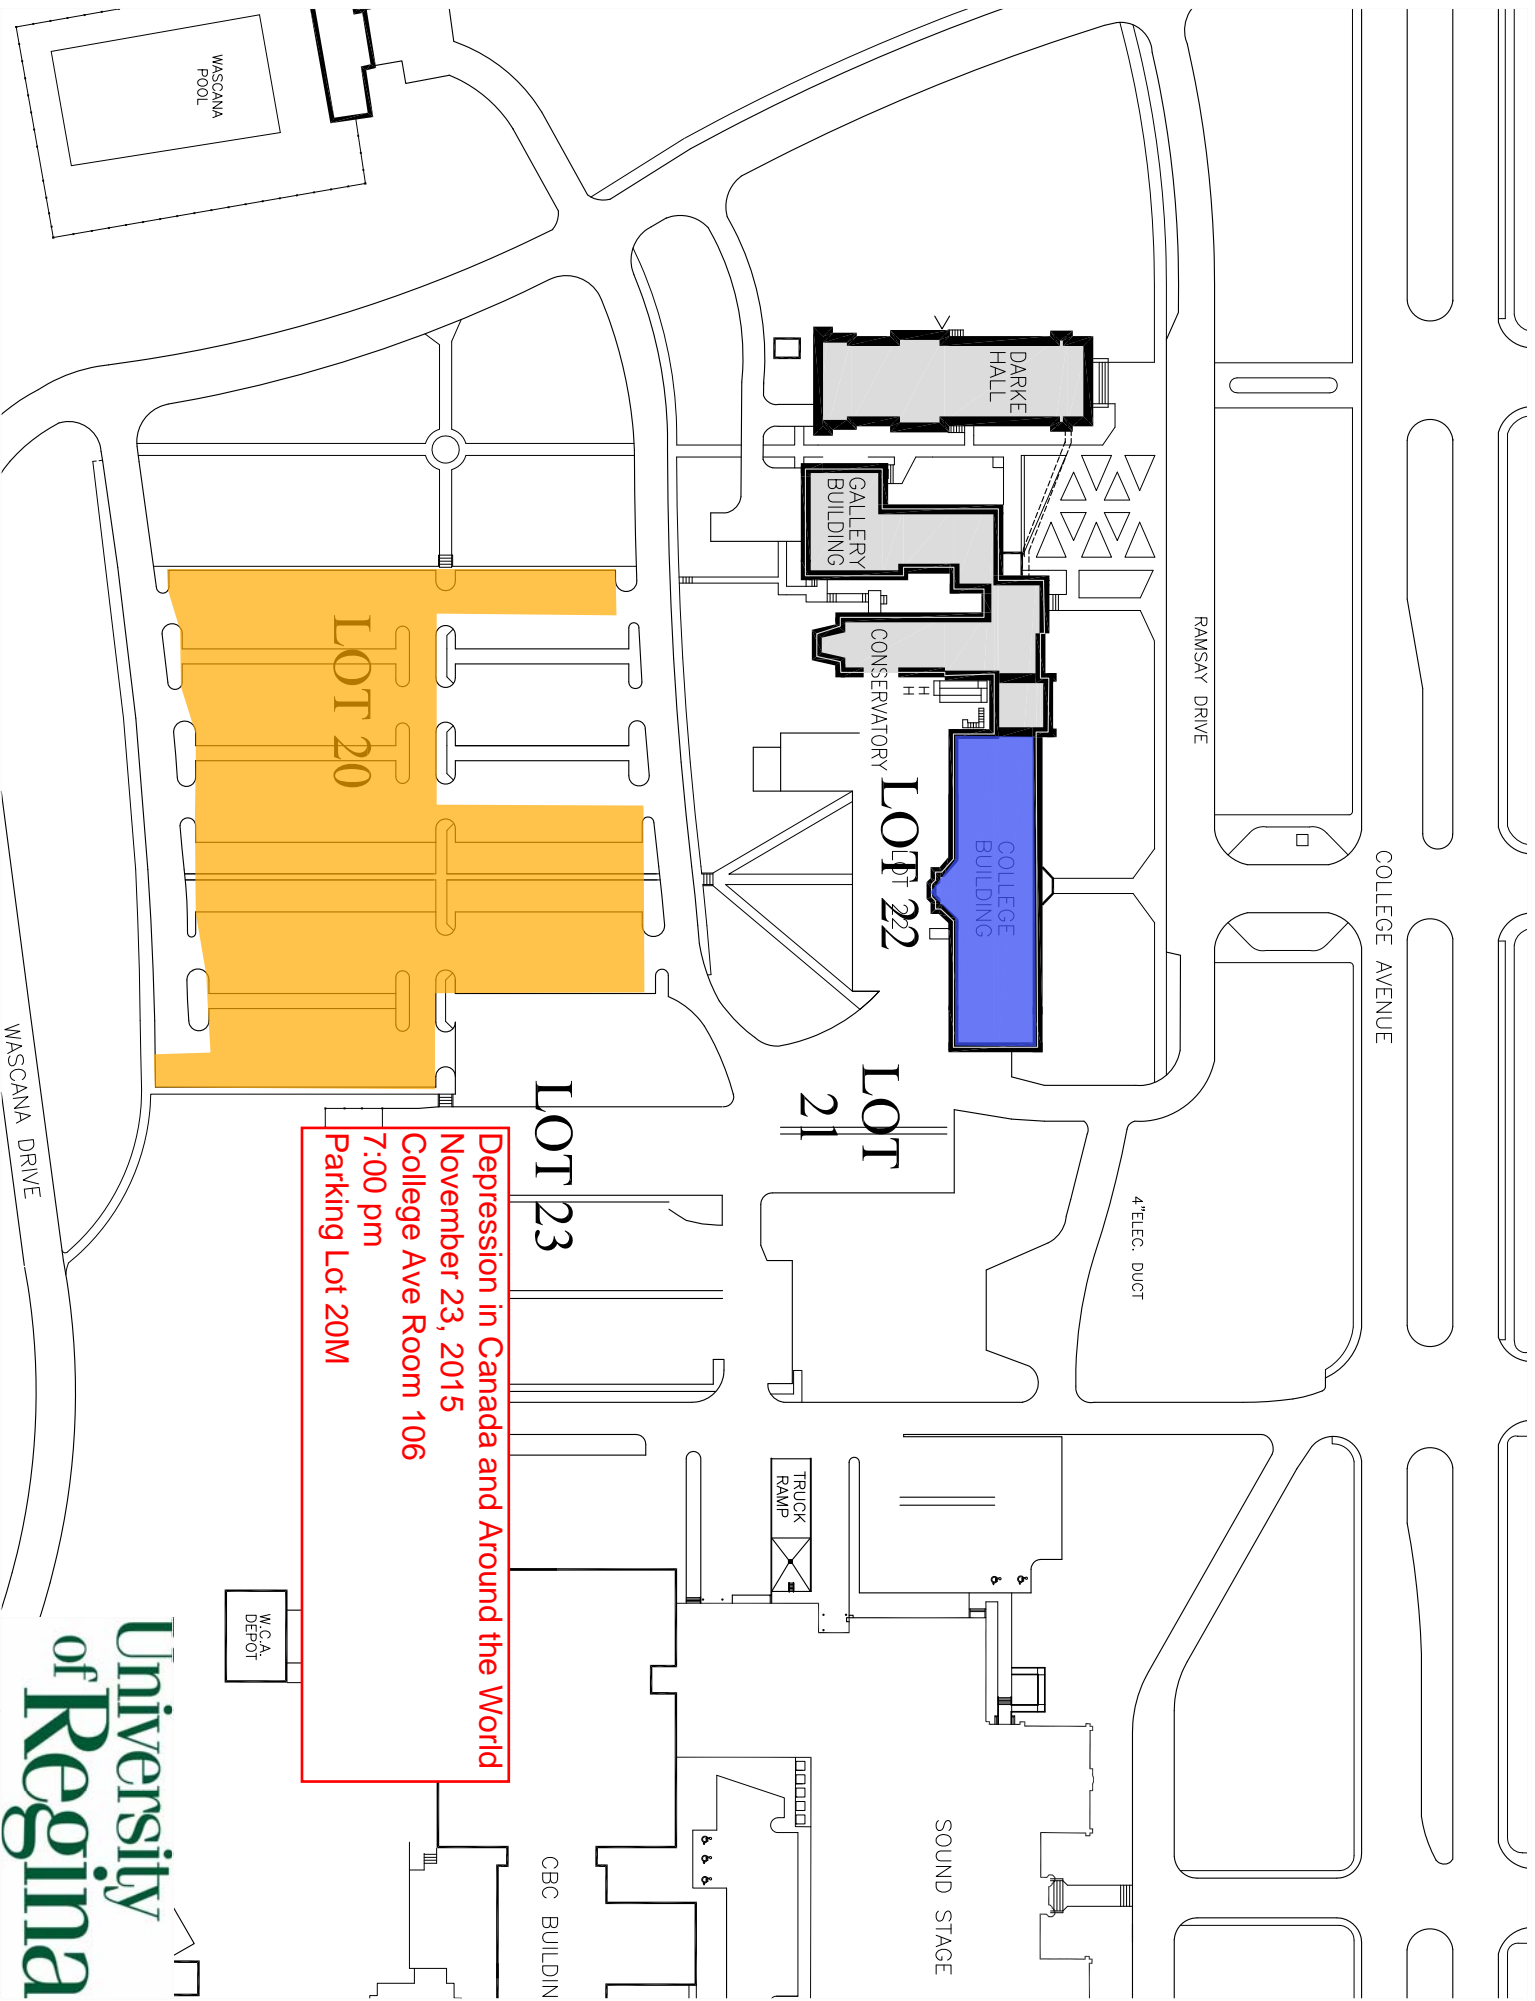 COLLEGE AVENUE
RAMSAY DRIVE
4"ELEC. DUCT
DARKE
HALL
COLLEGE
BUILDING
GALLERY
BUILDING
CONSERVATORY
H
H
LOT 22
LOT 22
LOT
21
SOUND STAGE
TRUCK
RAMP
LOT 23
CBC BUILDIN
WASCANA
POOL
LOT 20
Depression in Canada and Around the World
November 23, 2015
College Ave Room 106
7:00 pm
Parking Lot 20M
W.C.A.
DEPOT
WASCANA DRIVE
University
of Regina